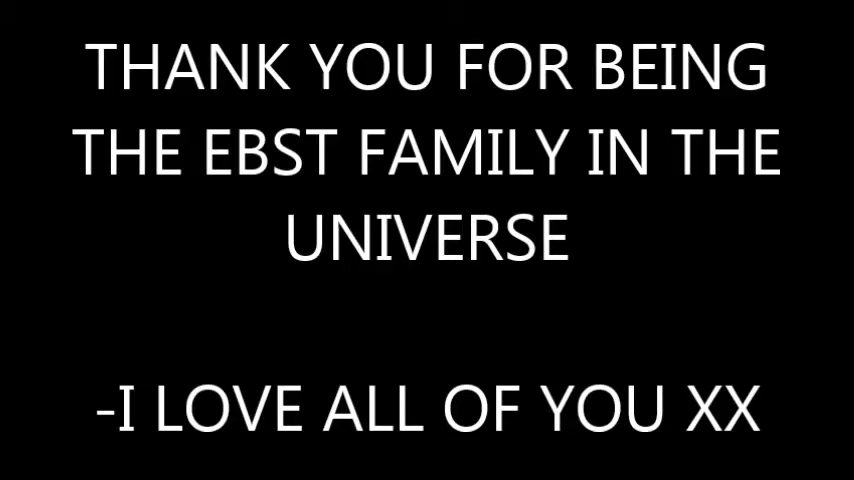 THANK YOU FOR BEING
THE EBST FAMILY IN THE
UNIVERSE
-I LOVE ALL OF YOU XX